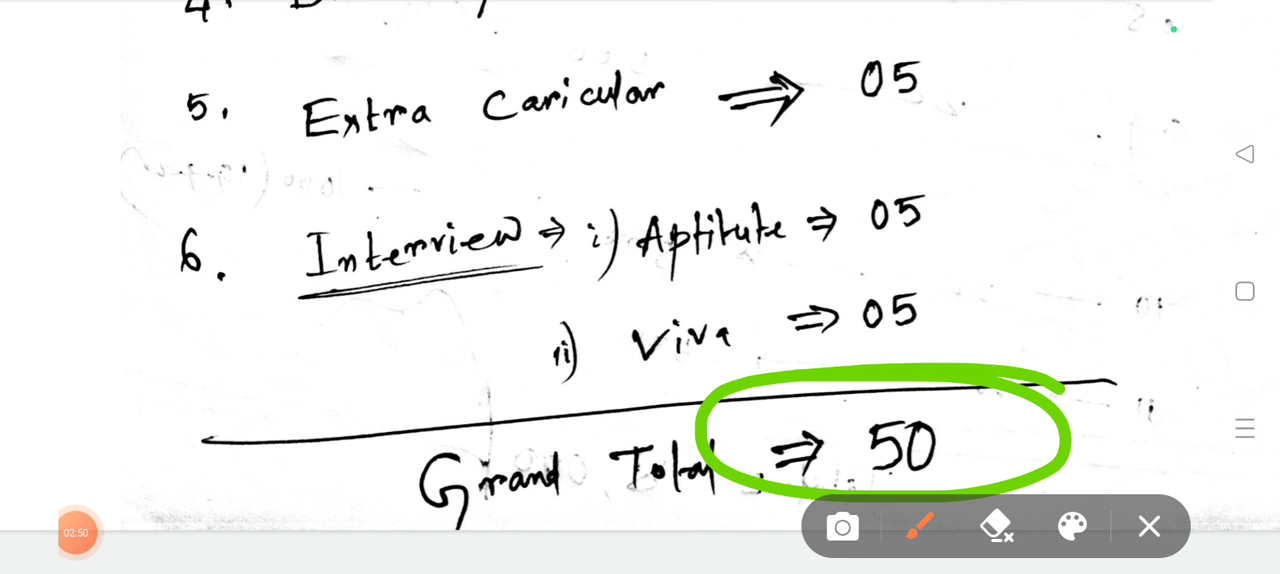 5. Extra Caricular ⇒ 05
6. Interview ⇒ i) Aptitute ⇒ 05
ii) Viva ⇒ 05
Grand Total ⇒ 50
02:50